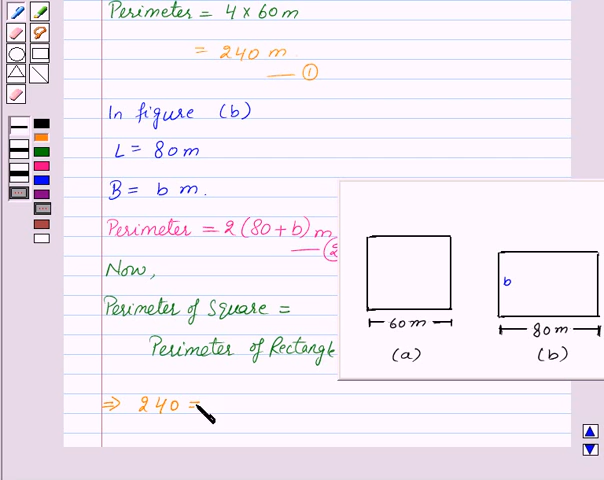 Perimeter = 4 × 60 m
= 240 m
— ①
In figure (b)
L = 80 m
B = b m.
Perimeter = 2 (80 + b) m
Now,
Perimeter of Square =
Perimeter of Rectangle
⇒ 240 =
b
60 m
80 m
(a)
(b)